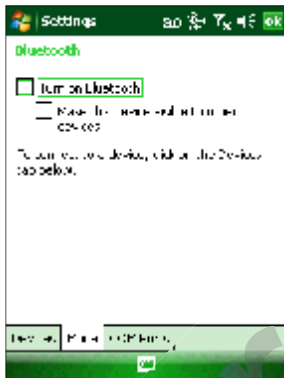 Settings
ok
Bluetooth
Turn on Bluetooth
Make this device visible to other
devices
To connect to a device, click on the Devices
tab below.
Devices Mode COM Ports